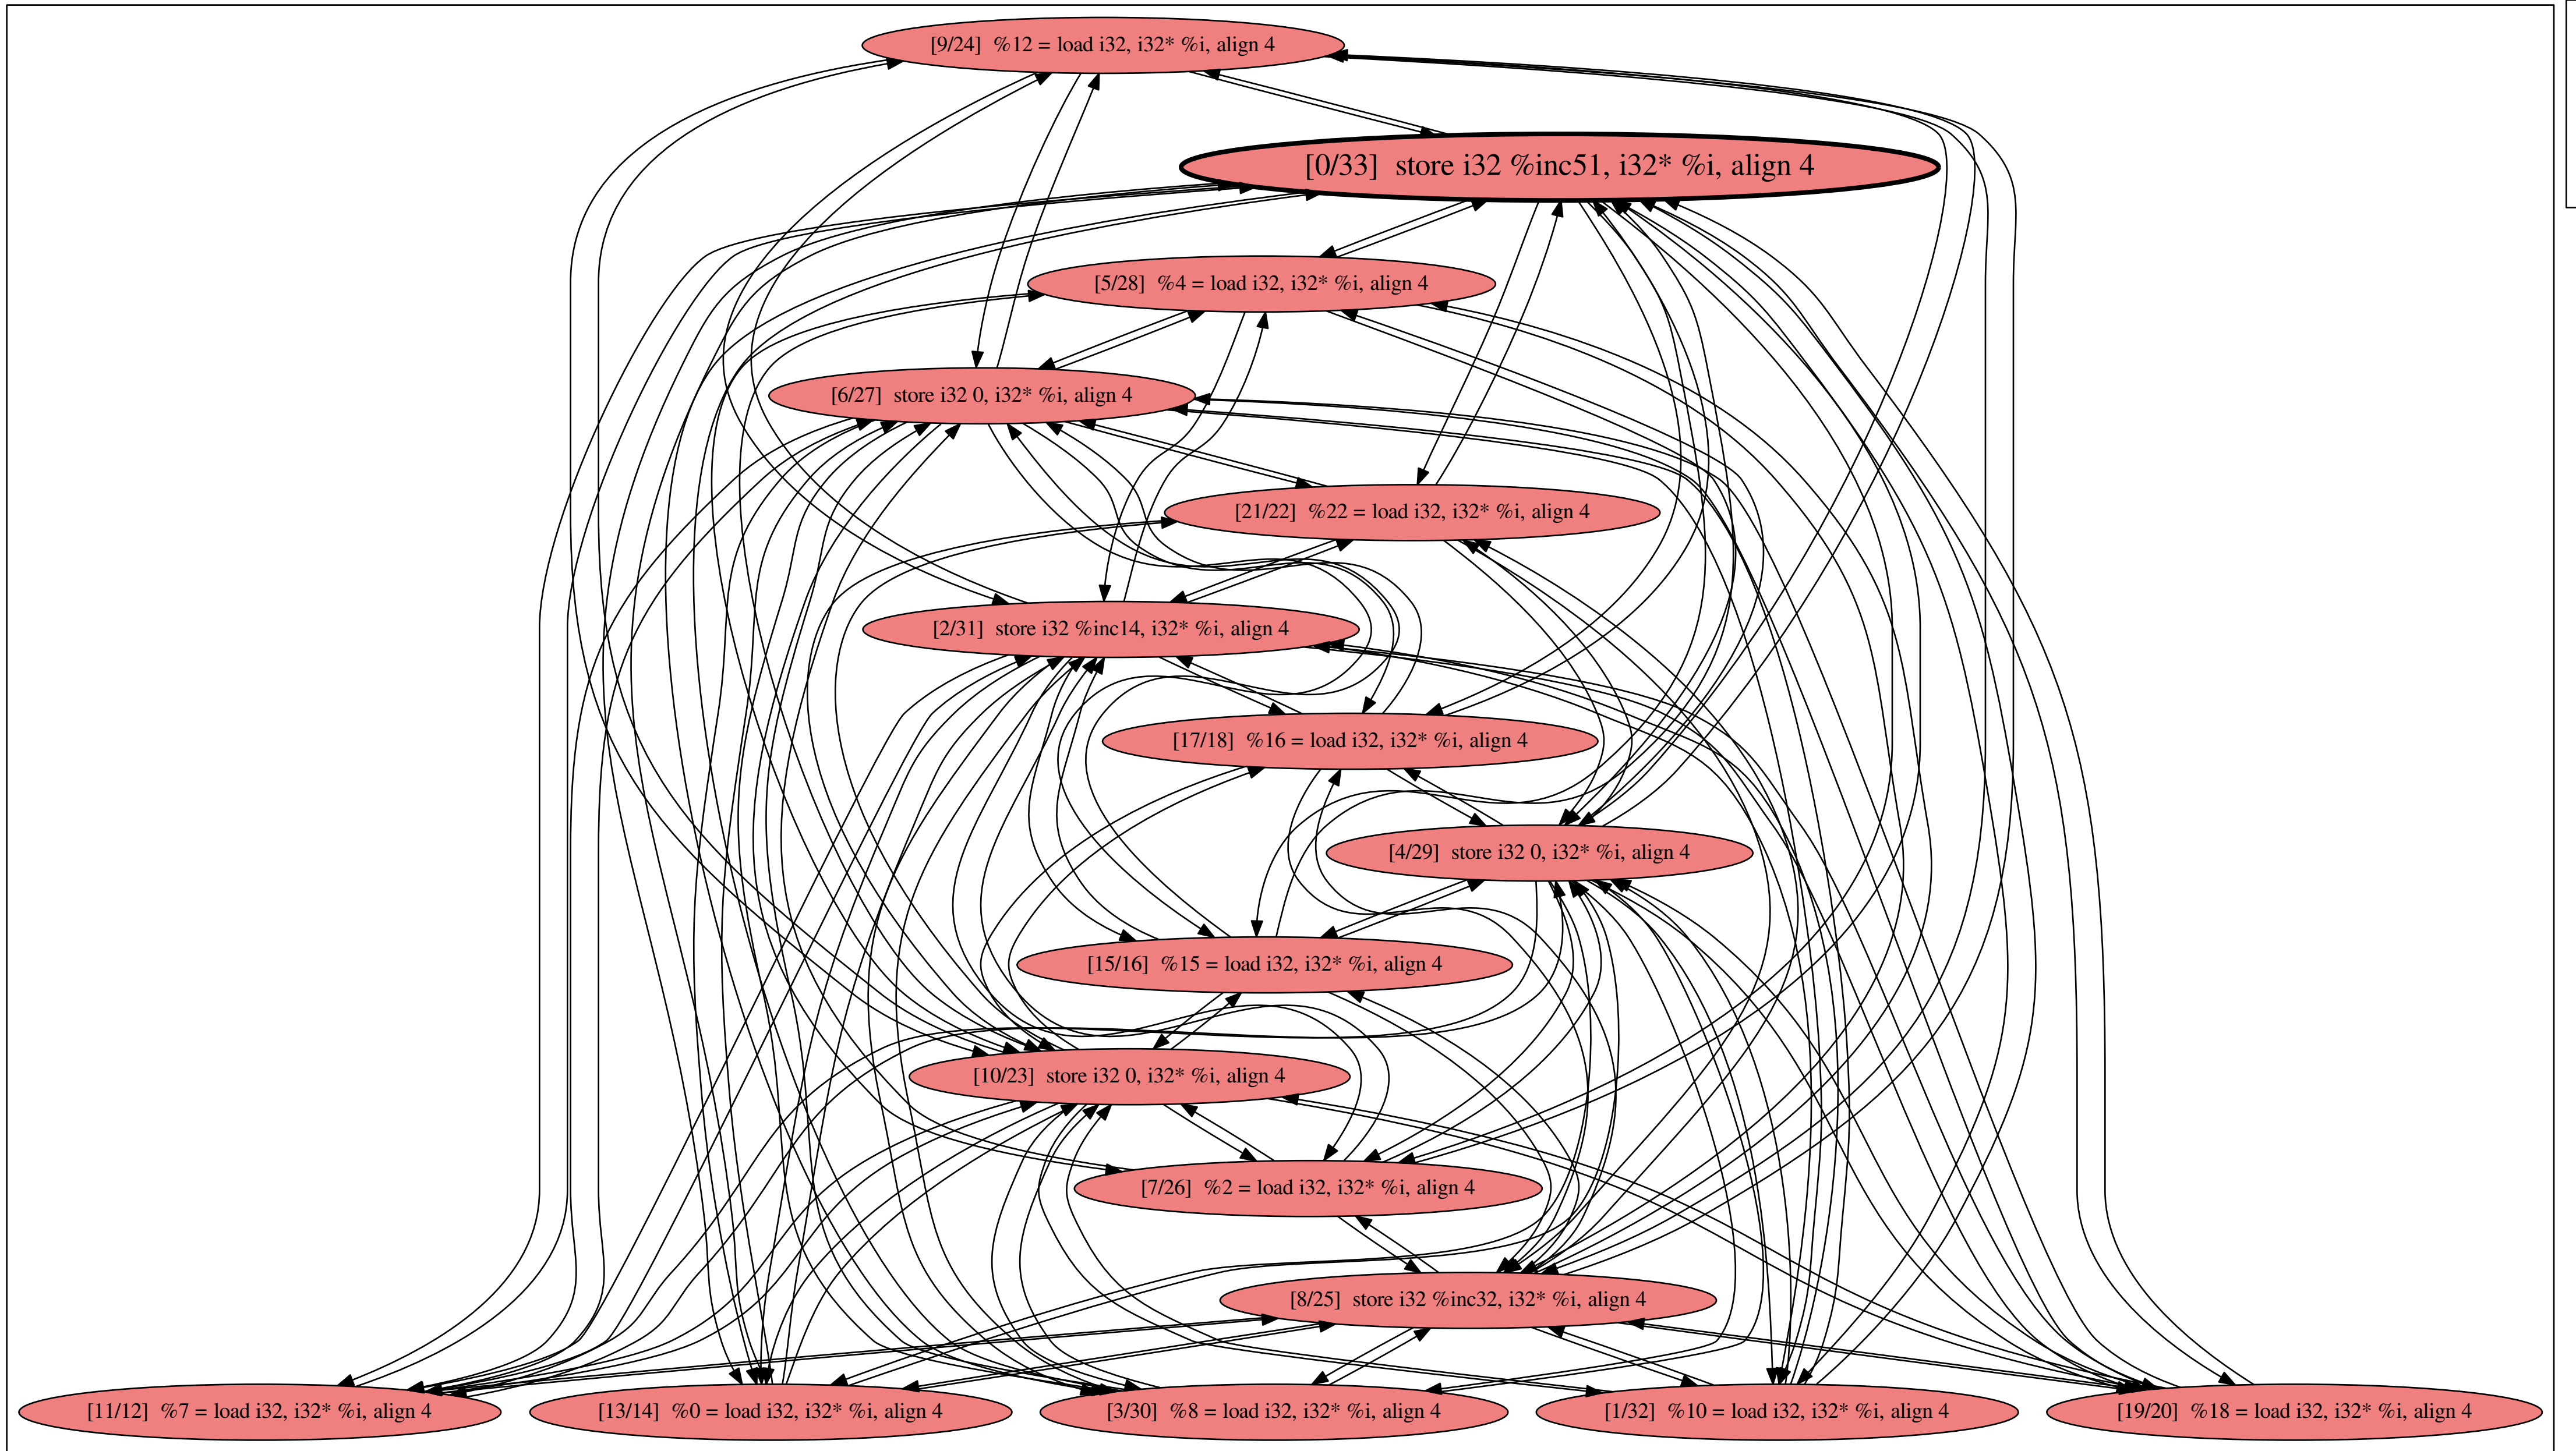 [9/24]  %12 = load i32, i32* %i, align 4
[0/33]  store i32 %inc51, i32* %i, align 4
[5/28]  %4 = load i32, i32* %i, align 4
[6/27]  store i32 0, i32* %i, align 4
[21/22]  %22 = load i32, i32* %i, align 4
[2/31]  store i32 %inc14, i32* %i, align 4
[17/18]  %16 = load i32, i32* %i, align 4
[4/29]  store i32 0, i32* %i, align 4
[15/16]  %15 = load i32, i32* %i, align 4
[10/23]  store i32 0, i32* %i, align 4
[7/26]  %2 = load i32, i32* %i, align 4
[8/25]  store i32 %inc32, i32* %i, align 4
[11/12]  %7 = load i32, i32* %i, align 4
[13/14]  %0 = load i32, i32* %i, align 4
[3/30]  %8 = load i32, i32* %i, align 4
[1/32]  %10 = load i32, i32* %i, align 4
[19/20]  %18 = load i32, i32* %i, align 4